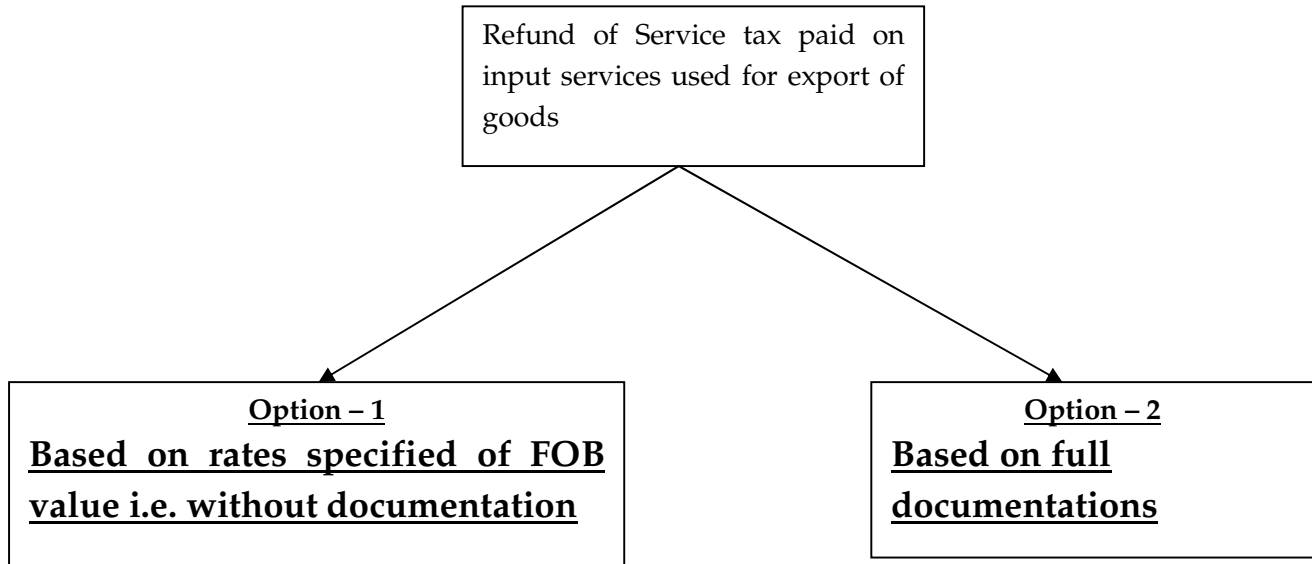 Refund of Service tax paid on
input services used for export of
goods
Option – 1
Based on rates specified of FOB
value i.e. without documentation
Option – 2
Based on full
documentations